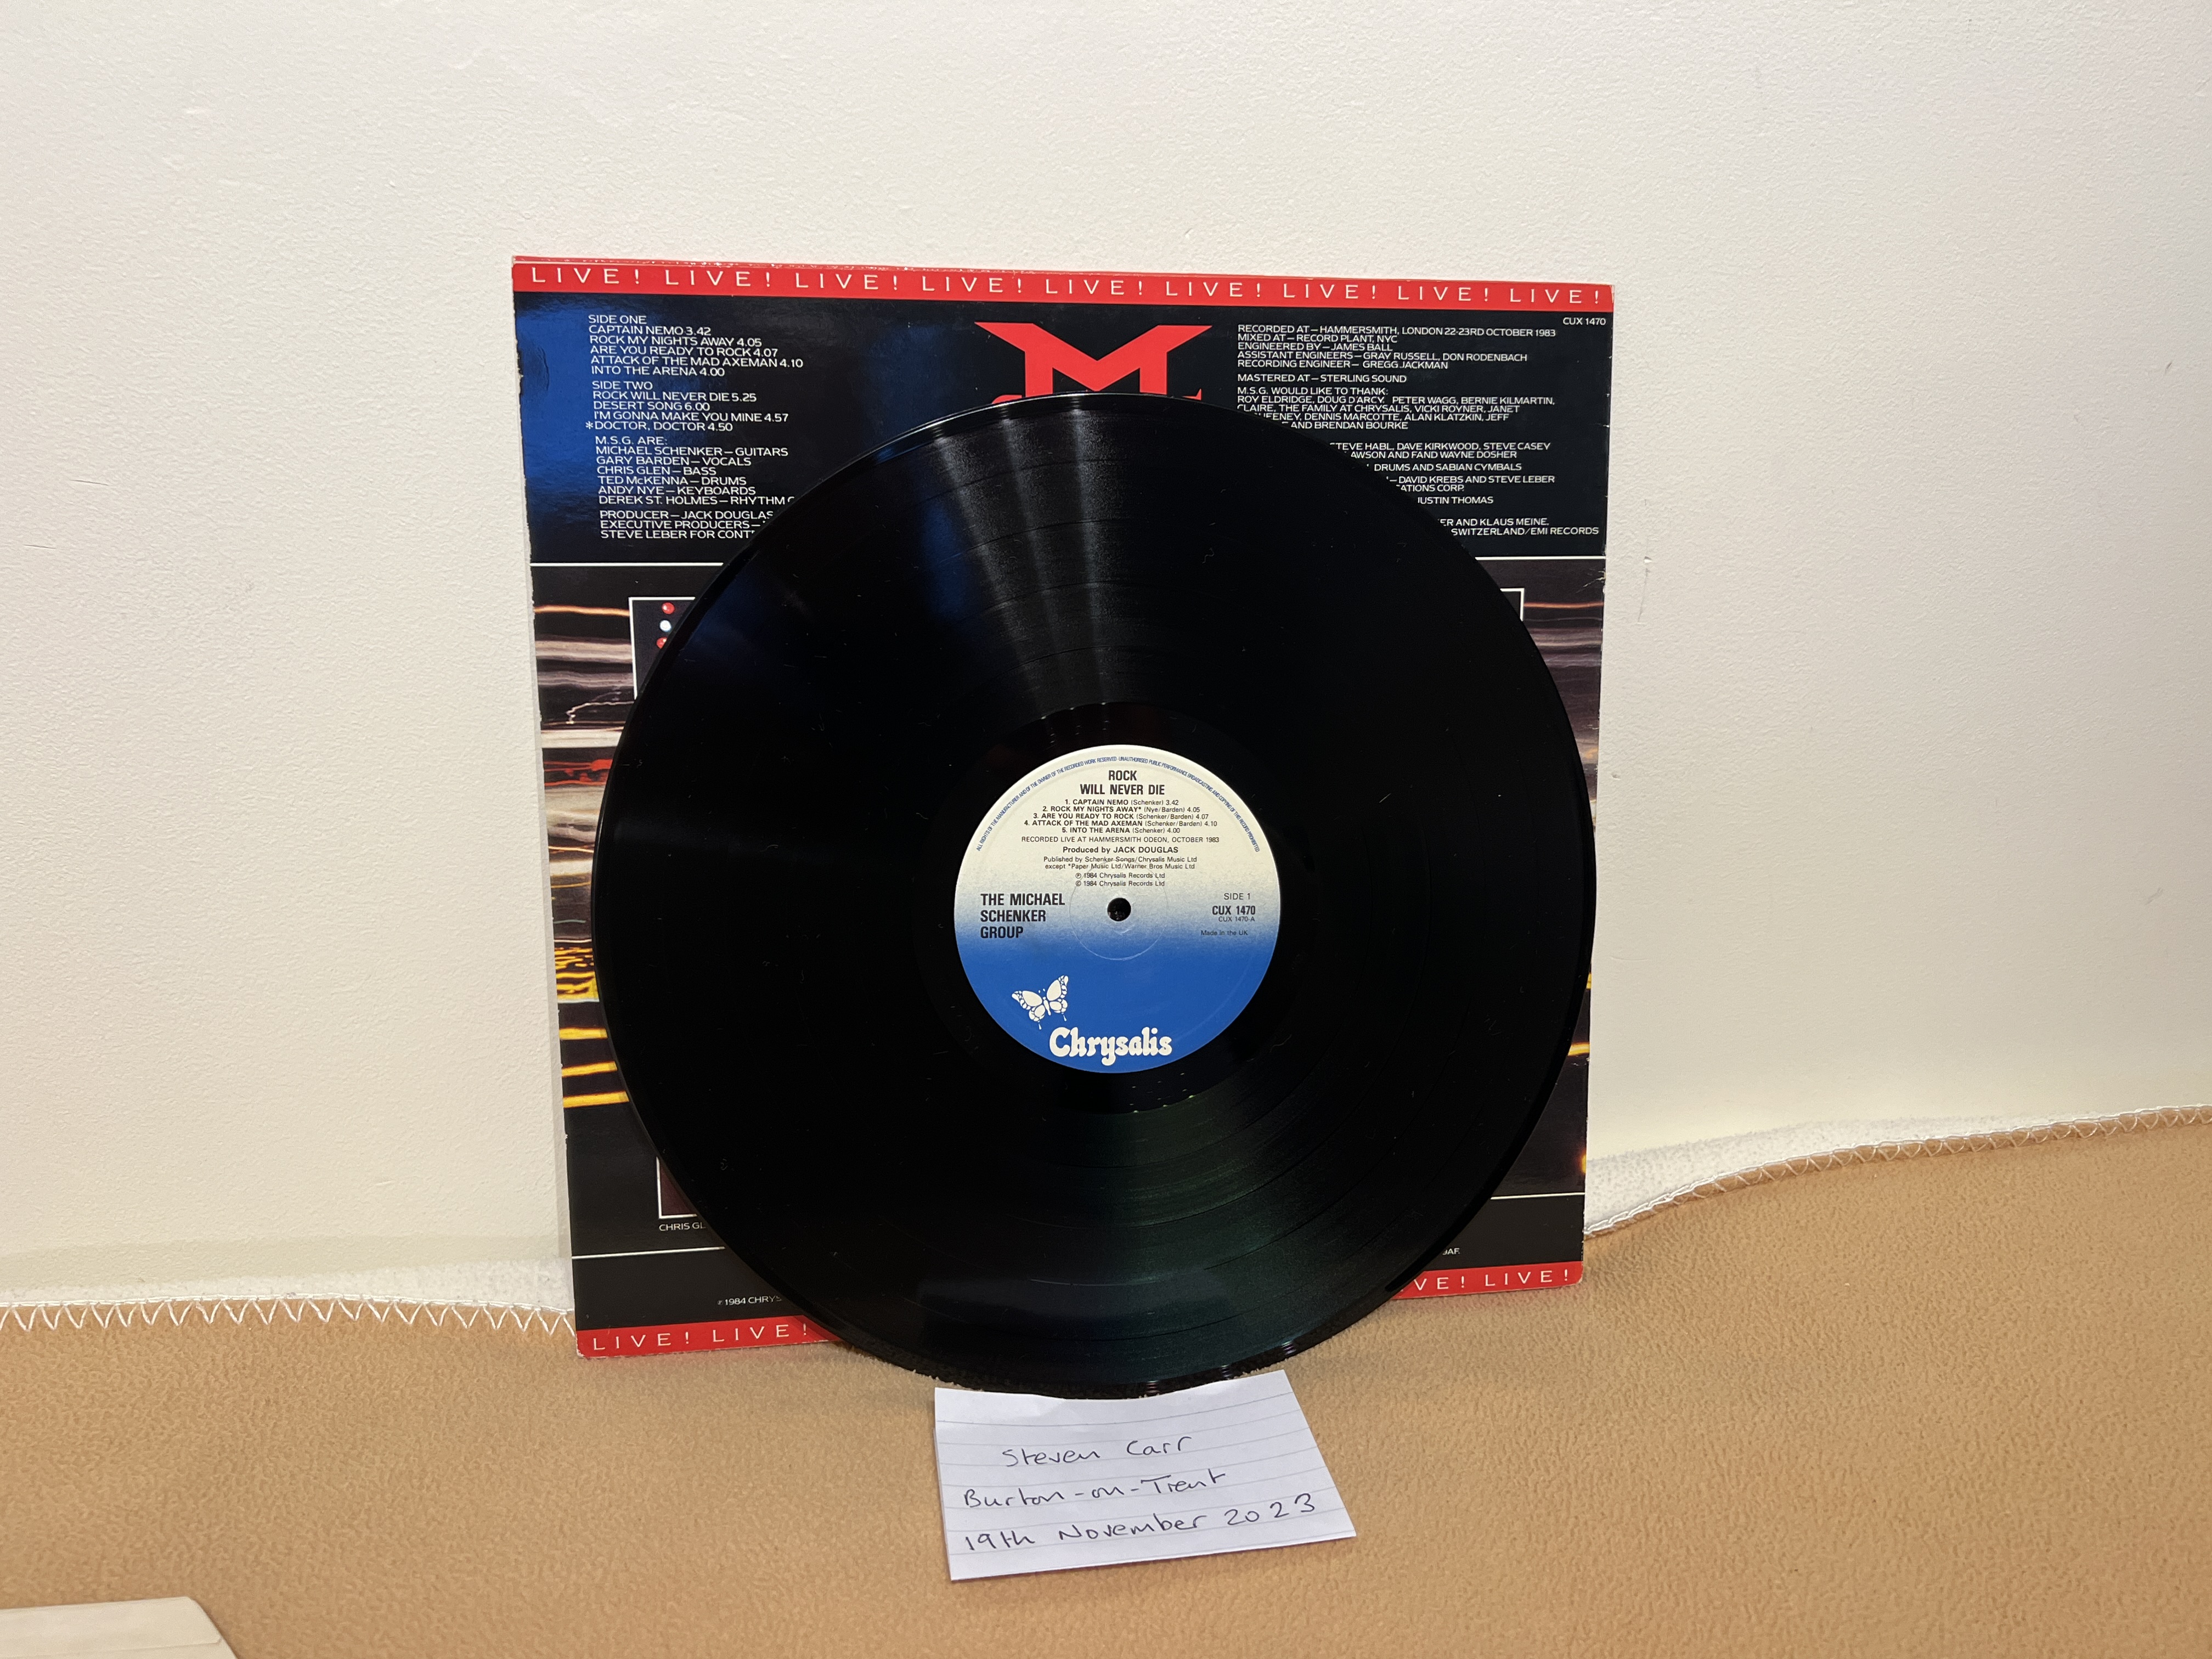 LIVE! LIVE! LIVE! LIVE! LIVE! LIVE! LIVE! LIVE! LIVE!
CUX 1470
SIDE ONE
CAPTAIN NEMO 3.42
ROCK MY NIGHTS AWAY 4.05
ARE YOU READY TO ROCK 4.07
ATTACK OF THE MAD AXEMAN 4.10
INTO THE ARENA 4.00
SIDE TWO
ROCK WILL NEVER DIE 5.25
DESERT SONG 6.00
I'M GONNA MAKE YOU MINE 4.57
*DOCTOR, DOCTOR 4.50
M.S.G. ARE:
MICHAEL SCHENKER – GUITARS
GARY BARDEN – VOCALS
CHRIS GLEN – BASS
TED McKENNA – DRUMS
ANDY NYE – KEYBOARDS
DEREK ST. HOLMES – RHYTHM
PRODUCER – JACK DOUGLAS
EXECUTIVE PRODUCERS –
STEVE LEBER FOR CONT
M
RECORDED AT – HAMMERSMITH, LONDON 22-23RD OCTOBER 1983
MIXED AT – RECORD PLANT, NYC
ENGINEERED BY – JAMES BALL
ASSISTANT ENGINEERS – GRAY RUSSELL, DON RODENBACH
RECORDING ENGINEER – GREGG JACKMAN
MASTERED AT – STERLING SOUND
M.S.G. WOULD LIKE TO THANK:
ROY ELDRIDGE, DOUG D'ARCY, PETER WAGG, BERNIE KILMARTIN,
CLAIRE, THE FAMILY AT CHRYSALIS, VICKI ROYNER, JANET
EENEY, DENNIS MARCOTTE, ALAN KLATZKIN, JEFF
AND BRENDAN BOURKE
STEVE HABL, DAVE KIRKWOOD, STEVE CASEY
AWSON AND FAND WAYNE DOSHER
DRUMS AND SABIAN CYMBALS
– DAVID KREBS AND STEVE LEBER
ATIONS CORP.
JUSTIN THOMAS
ER AND KLAUS MEINE.
SWITZERLAND/EMI RECORDS
ROCK
WILL NEVER DIE
1. CAPTAIN NEMO (Schenker) 3.42
2. ROCK MY NIGHTS AWAY* (Nye/Barden) 4.05
3. ARE YOU READY TO ROCK (Schenker/Barden) 4.07
4. ATTACK OF THE MAD AXEMAN (Schenker/Barden) 4.10
5. INTO THE ARENA (Schenker) 4.00
RECORDED LIVE AT HAMMERSMITH ODEON, OCTOBER 1983
Produced by JACK DOUGLAS
Published by Schenker Songs/Chrysalis Music Ltd
except *Paper Music Ltd/Warner Bros Music Ltd
℗ 1984 Chrysalis Records Ltd
© 1984 Chrysalis Records Ltd
THE MICHAEL
SCHENKER
GROUP
SIDE 1
CUX 1470
CUX 1470-A
Made in the UK
Chrysalis
CHRIS GL
℗ 1984 CHRYS
LIVE! LIVE!
VE! LIVE!
Steven Carr
Burton-on-Trent
19th November 2023